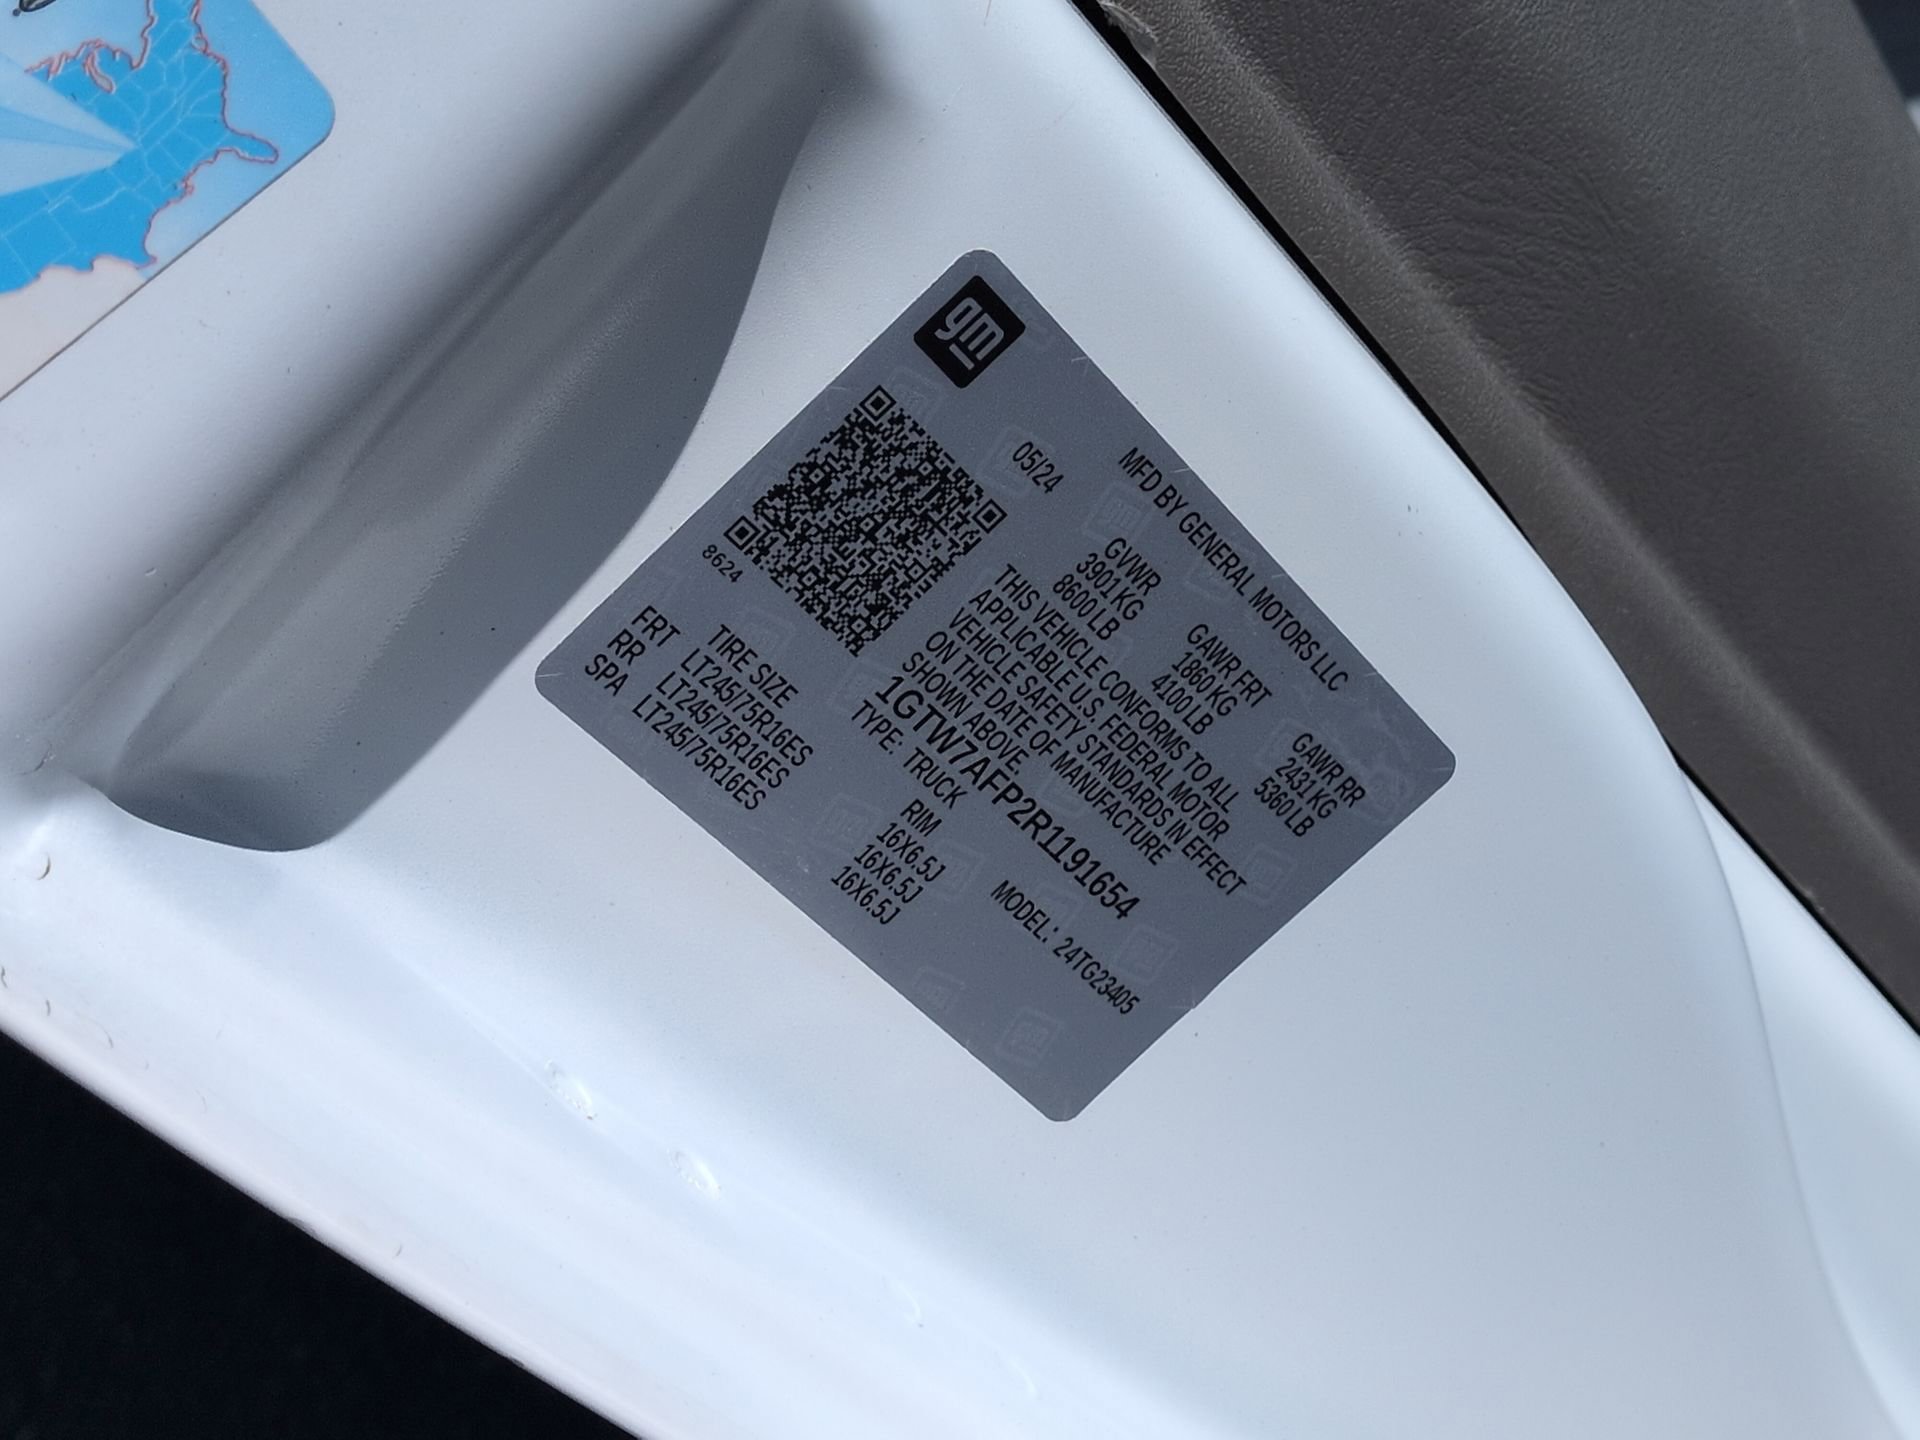 gm
MFD BY GENERAL MOTORS LLC
05/24
GVWR GAWR FRT GAWR RR
3901 KG 1860 KG 2431 KG
8600 LB 4100 LB 5360 LB
THIS VEHICLE CONFORMS TO ALL
APPLICABLE U.S. FEDERAL MOTOR
VEHICLE SAFETY STANDARDS IN EFFECT
ON THE DATE OF MANUFACTURE
SHOWN ABOVE.
8624
1GTW7AFP2R1191654
TYPE: TRUCK MODEL: 24TG23405
TIRE SIZE RIM
FRT LT245/75R16ES 16X6.5J
RR LT245/75R16ES 16X6.5J
SPA LT245/75R16ES 16X6.5J